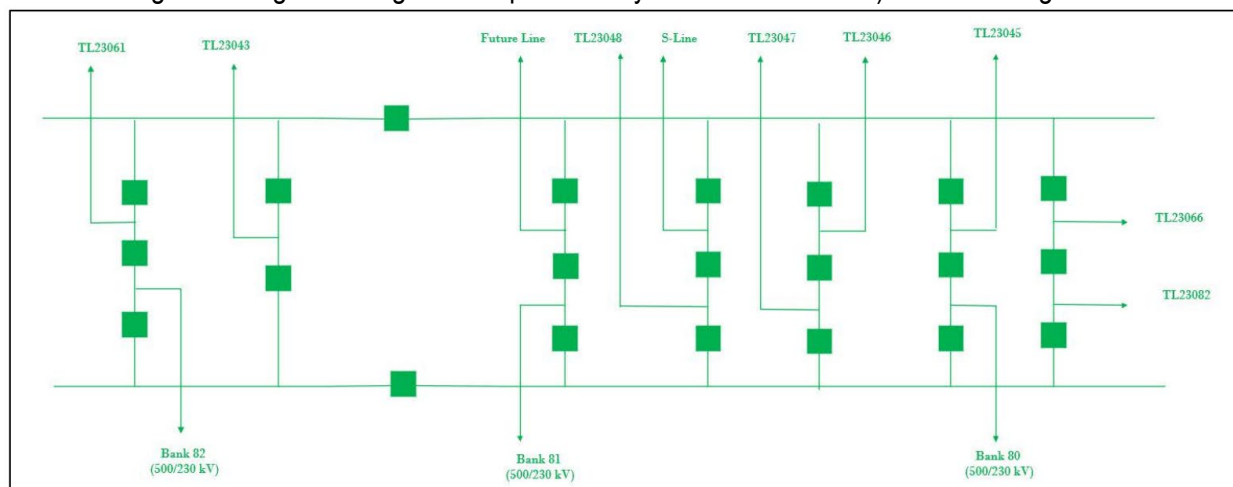 TL23061
TL23043
Future Line
TL23048
S-Line
TL23047
TL23046
TL23045
TL23066
TL23082
Bank 82
(500/230 kV)
Bank 81
(500/230 kV)
Bank 80
(500/230 kV)